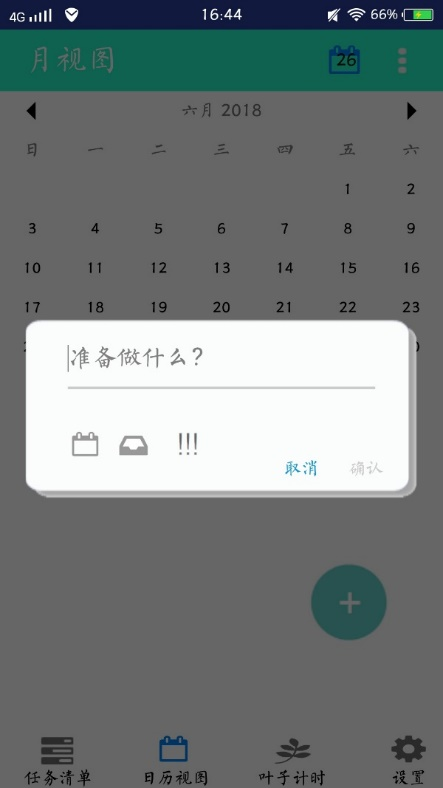 4G 16:44 66%
月视图 26
六月 2018
日 一 二 三 四 五 六
1 2
3 4 5 6 7 8 9
10 11 12 13 14 15 16
17 18 19 20 21 22 23
准备做什么?
!!!
取消 确认
+
任务清单 日历视图 叶子计时 设置